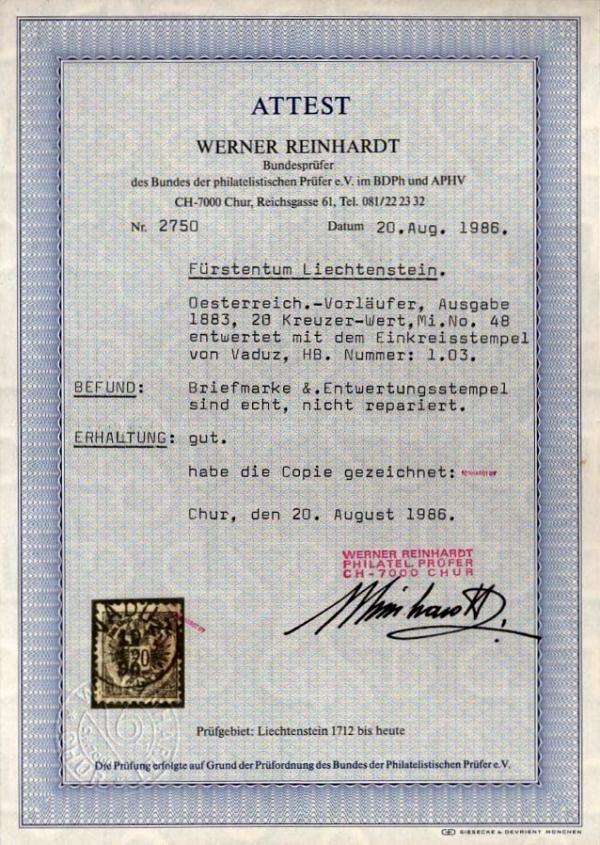 ATTEST
WERNER REINHARDT
Bundesprüfer
des Bundes der philatelistischen Prüfer e.V. im BDPh und APHV
CH-7000 Chur, Reichsgasse 61, Tel. 081/22 23 32
Nr. 2750 Datum 20.Aug. 1986.
Fürstentum Liechtenstein.
Oesterreich.-Vorläufer, Ausgabe
1883, 20 Kreuzer-Wert,Mi.No. 48
entwertet mit dem Einkreisstempel
von Vaduz, HB. Nummer: 1.03.
BEFUND: Briefmarke &.Entwertungsstempel
sind echt, nicht repariert.
ERHALTUNG: gut.
habe die Copie gezeichnet: REINHARDT
Chur, den 20. August 1986.
WERNER REINHARDT
PHILATEL. PRÜFER
CH-7000 CHUR
VADUZ
20
Prüfgebiet: Liechtenstein 1712 bis heute
Die Prüfung erfolgte auf Grund der Prüfordnung des Bundes der Philatelistischen Prüfer e.V.
GIESECKE & DEVRIENT MÜNCHEN